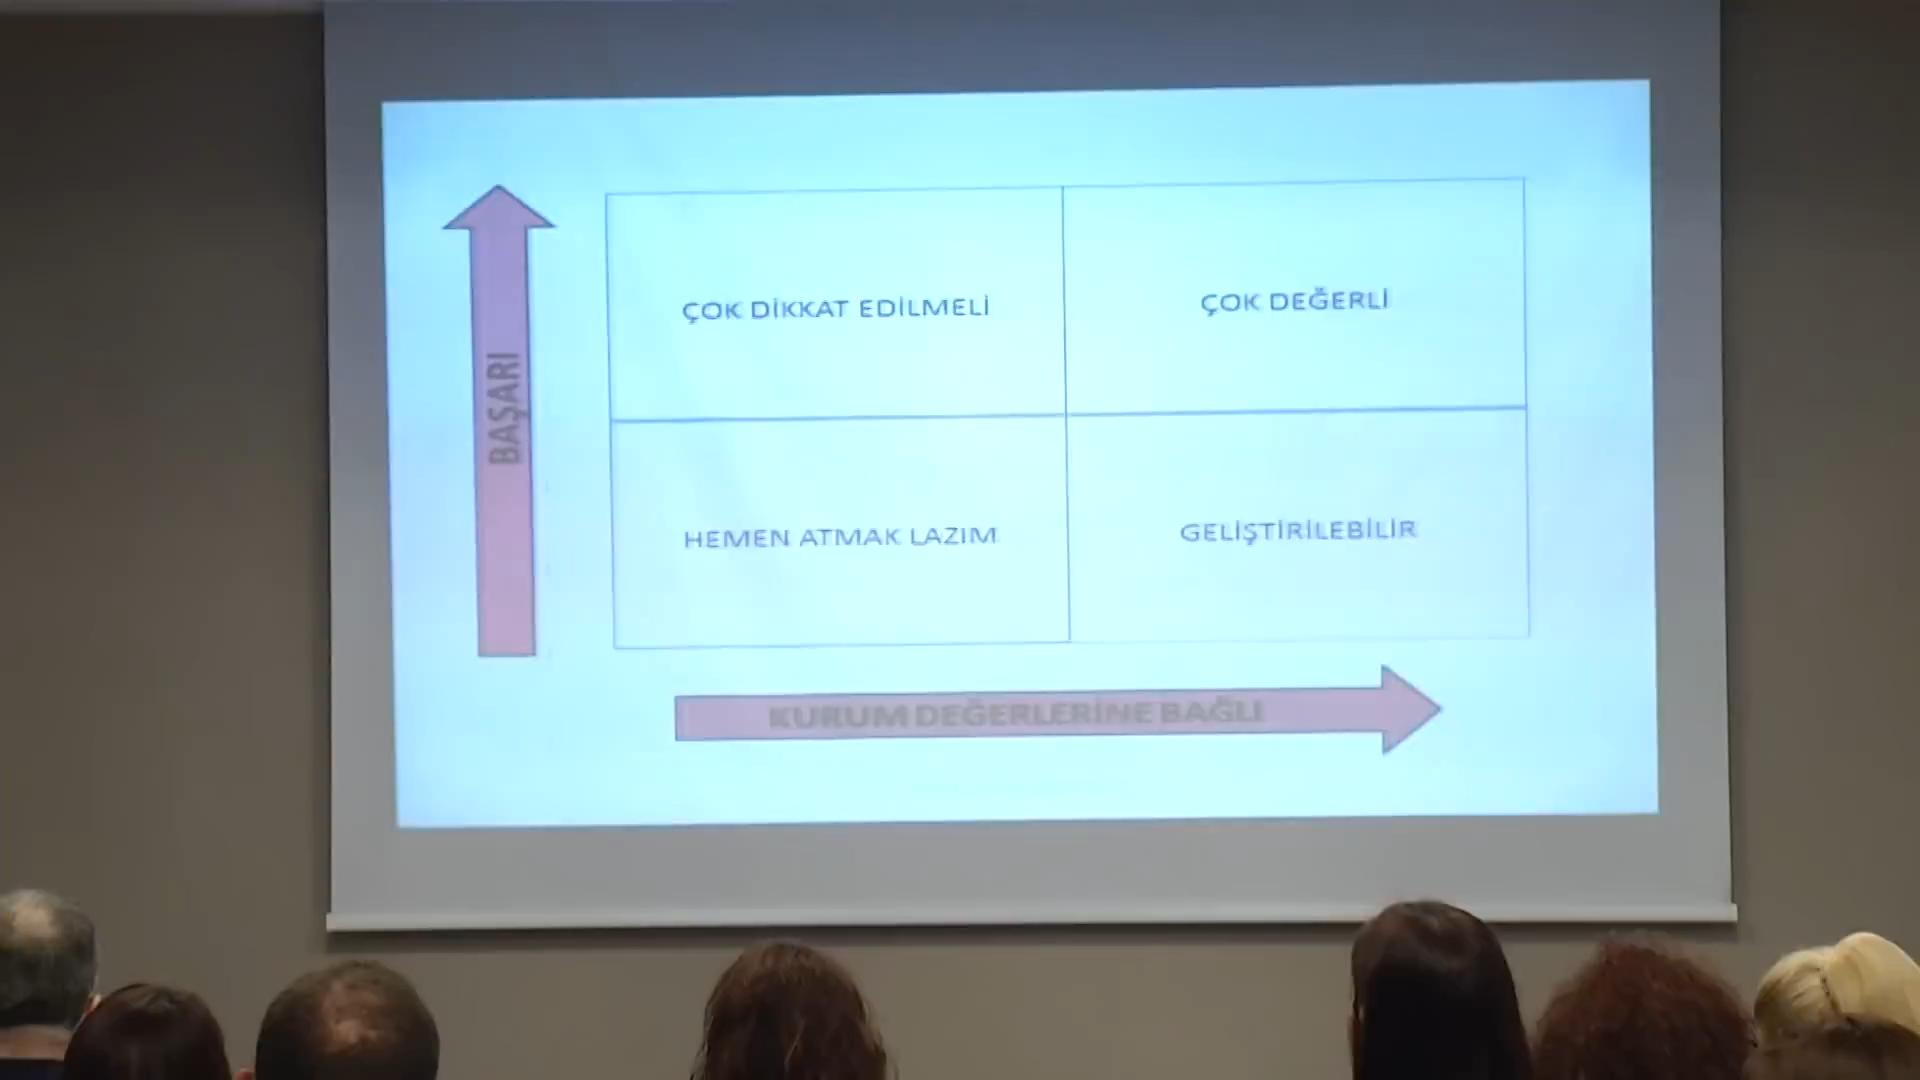 BAŞARI
ÇOK DİKKAT EDİLMELİ
ÇOK DEĞERLİ
HEMEN ATMAK LAZIM
GELİŞTİRİLEBİLİR
KURUM DEĞERLERİNE BAĞLI